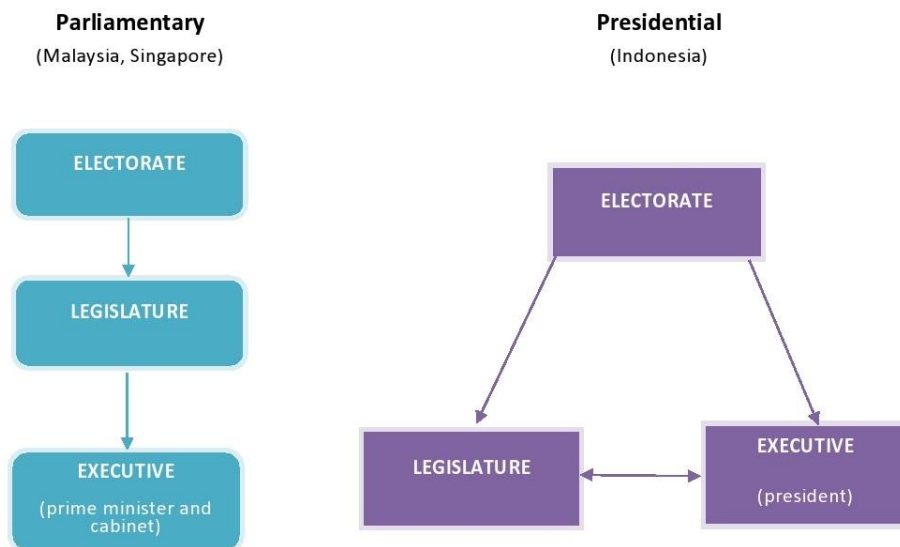 Parliamentary
(Malaysia, Singapore)
ELECTORATE
LEGISLATURE
EXECUTIVE
(prime minister and
cabinet)
Presidential
(Indonesia)
ELECTORATE
LEGISLATURE
EXECUTIVE
(president)